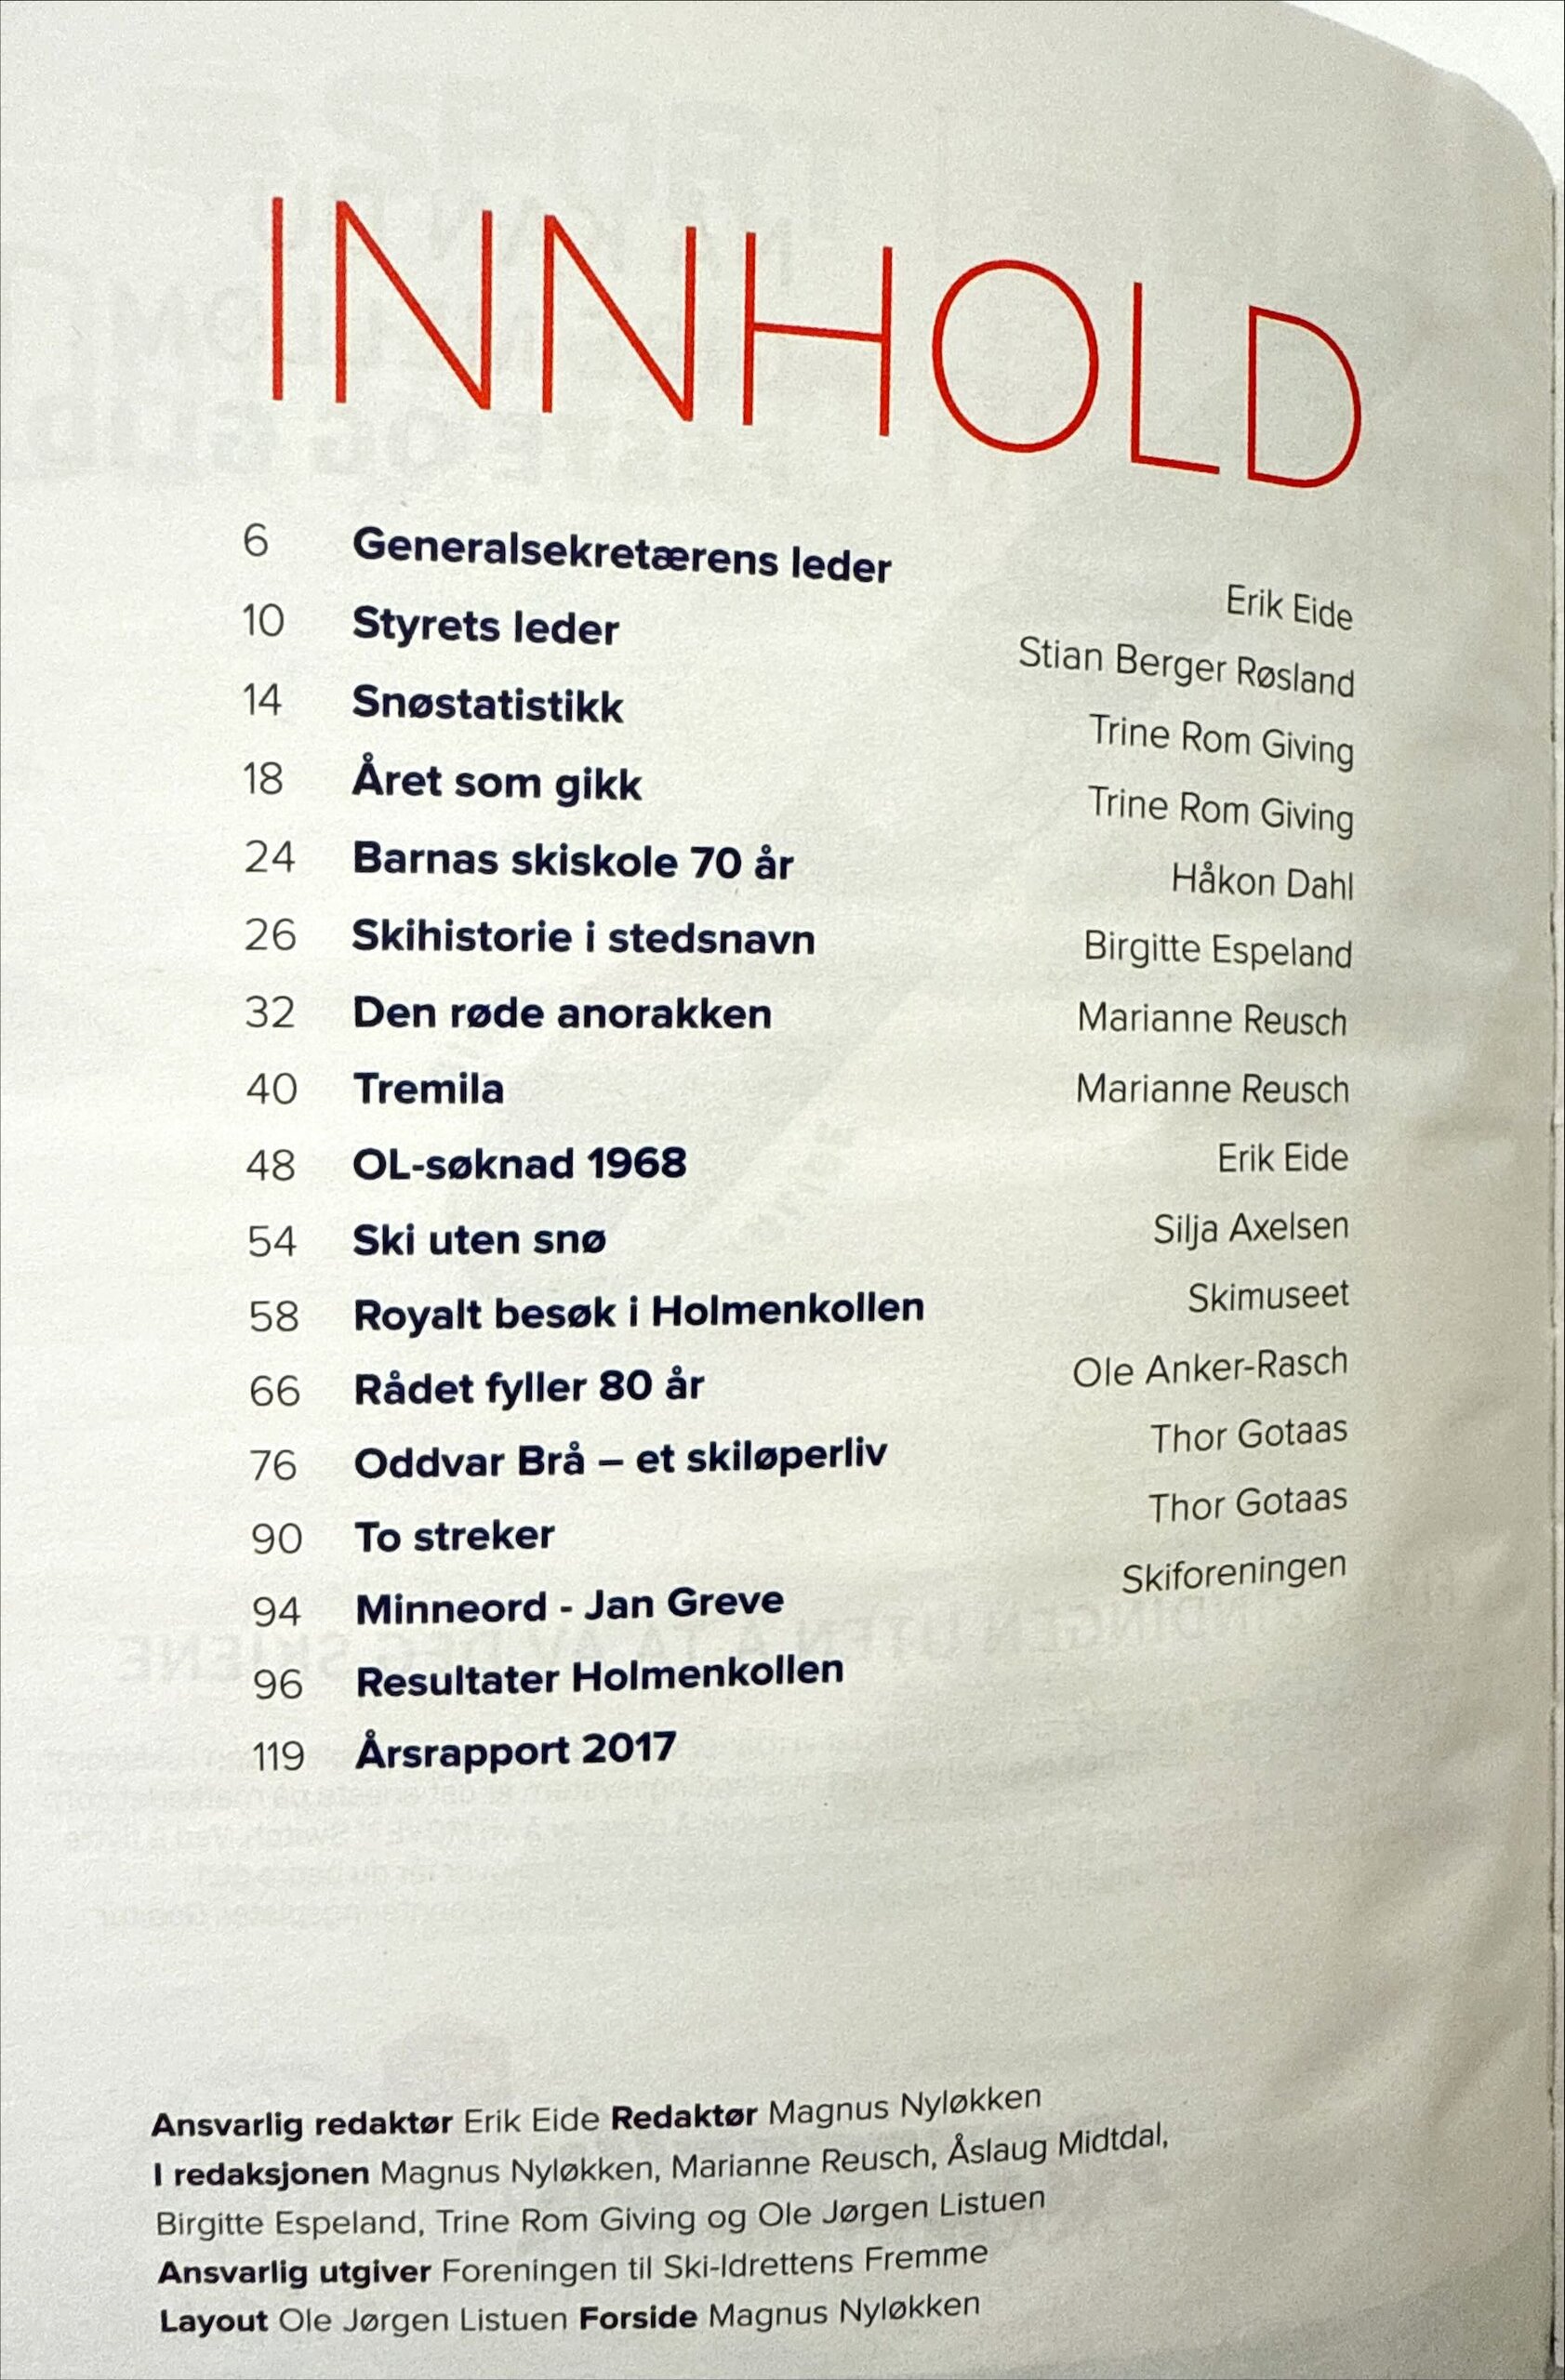 INNHOLD
6 Generalsekretærens leder Erik Eide
10 Styrets leder Stian Berger Røsland
14 Snøstatistikk Trine Rom Giving
18 Året som gikk Trine Rom Giving
24 Barnas skiskole 70 år Håkon Dahl
26 Skihistorie i stedsnavn Birgitte Espeland
32 Den røde anorakken Marianne Reusch
40 Tremila Marianne Reusch
48 OL-søknad 1968 Erik Eide
54 Ski uten snø Silja Axelsen
58 Royalt besøk i Holmenkollen Skimuseet
66 Rådet fyller 80 år Ole Anker-Rasch
76 Oddvar Brå – et skiløperliv Thor Gotaas
90 To streker Thor Gotaas
94 Minneord - Jan Greve Skiforeningen
96 Resultater Holmenkollen
119 Årsrapport 2017
Ansvarlig redaktør Erik Eide Redaktør Magnus Nyløkken
I redaksjonen Magnus Nyløkken, Marianne Reusch, Åslaug Midtdal,
Birgitte Espeland, Trine Rom Giving og Ole Jørgen Listuen
Ansvarlig utgiver Foreningen til Ski-Idrettens Fremme
Layout Ole Jørgen Listuen Forside Magnus Nyløkken